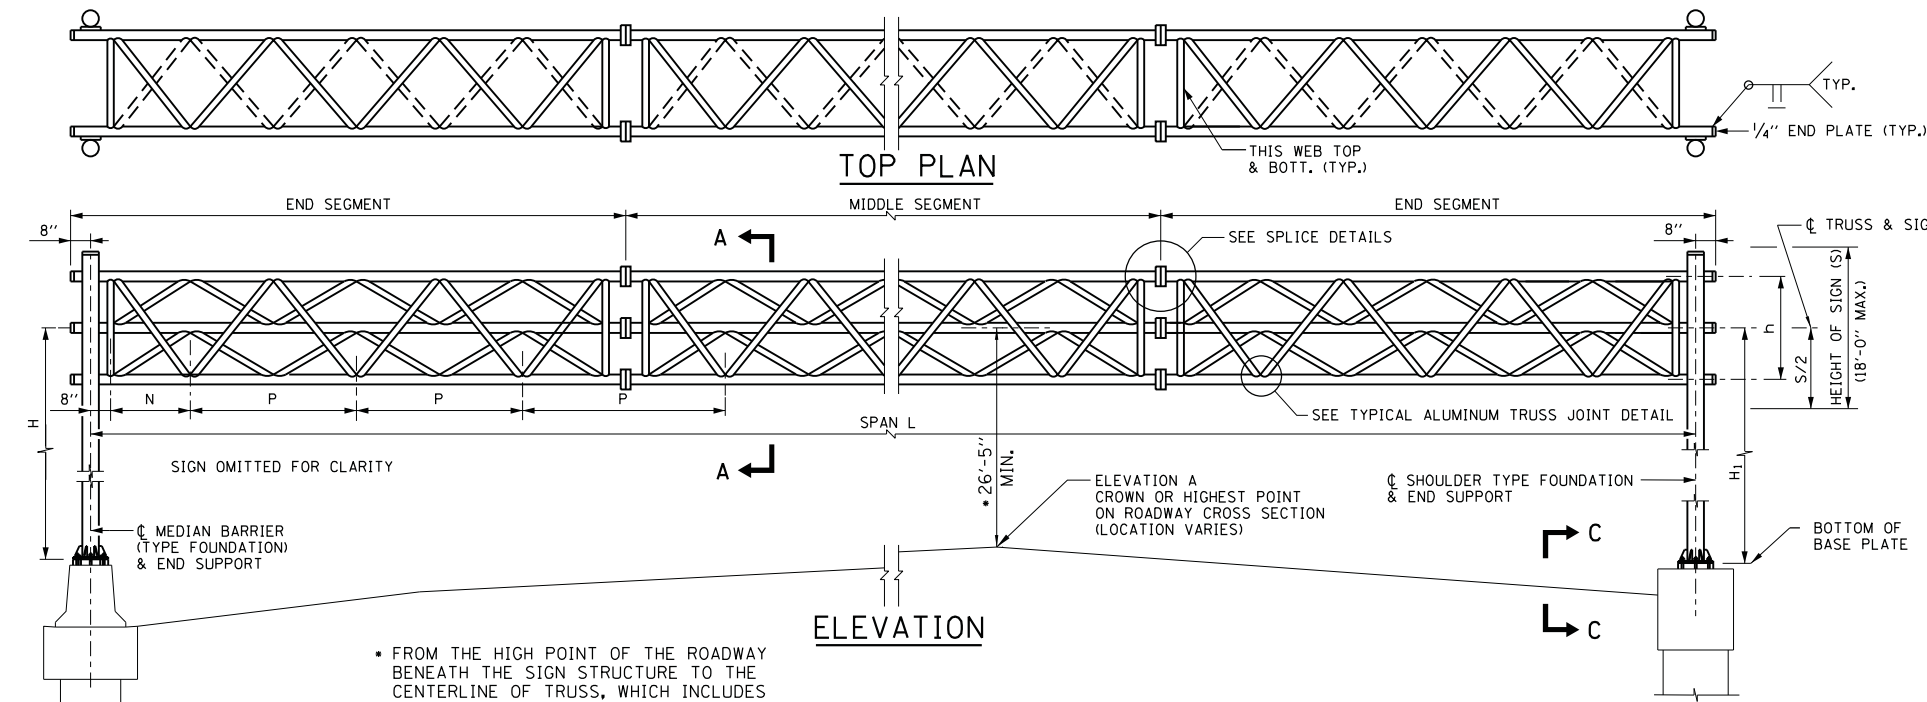 TYP.
1/4" END PLATE (TYP.)
THIS WEB TOP
& BOTT. (TYP.)
TOP PLAN
END SEGMENT
MIDDLE SEGMENT
END SEGMENT
8"
A
SEE SPLICE DETAILS
8"
℄ TRUSS & SIG
HEIGHT OF SIGN (S)
(18'-0" MAX.)
h
S/2
8"
N
P
P
P
SEE TYPICAL ALUMINUM TRUSS JOINT DETAIL
H
SPAN L
A
SIGN OMITTED FOR CLARITY
*26'-5"
MIN.
ELEVATION A
CROWN OR HIGHEST POINT
ON ROADWAY CROSS SECTION
(LOCATION VARIES)
℄ SHOULDER TYPE FOUNDATION
& END SUPPORT
H1
℄ MEDIAN BARRIER
(TYPE FOUNDATION)
& END SUPPORT
C
BOTTOM OF
BASE PLATE
C
ELEVATION
* FROM THE HIGH POINT OF THE ROADWAY
BENEATH THE SIGN STRUCTURE TO THE
CENTERLINE OF TRUSS, WHICH INCLUDES